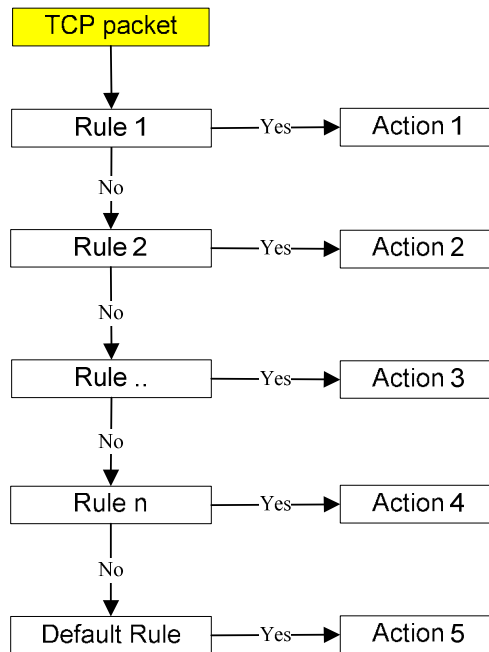 TCP packet
Rule 1
Yes
Action 1
No
Rule 2
Yes
Action 2
No
Rule ..
Yes
Action 3
No
Rule n
Yes
Action 4
No
Default Rule
Yes
Action 5